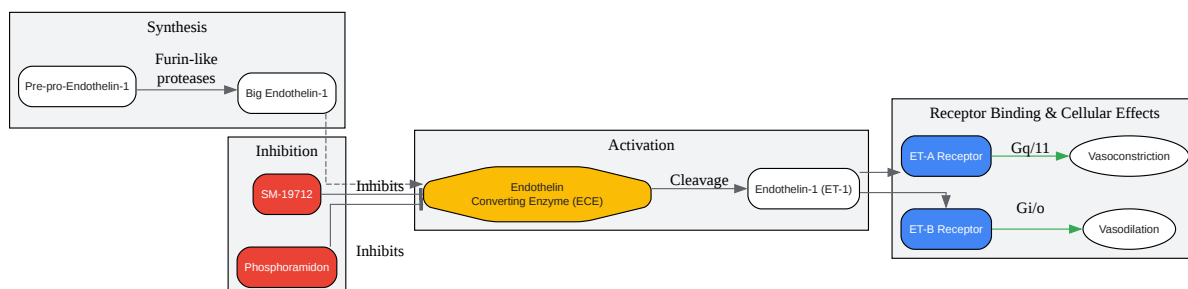 Synthesis
Furin-like
proteases
Pre-pro-Endothelin-1
Big Endothelin-1
Inhibition
SM-19712
Phosphoramidon
Inhibits
Inhibits
Activation
Endothelin
Converting Enzyme (ECE)
Cleavage
Endothelin-1 (ET-1)
Receptor Binding & Cellular Effects
ET-A Receptor
Gq/11
Vasoconstriction
ET-B Receptor
Gi/o
Vasodilation